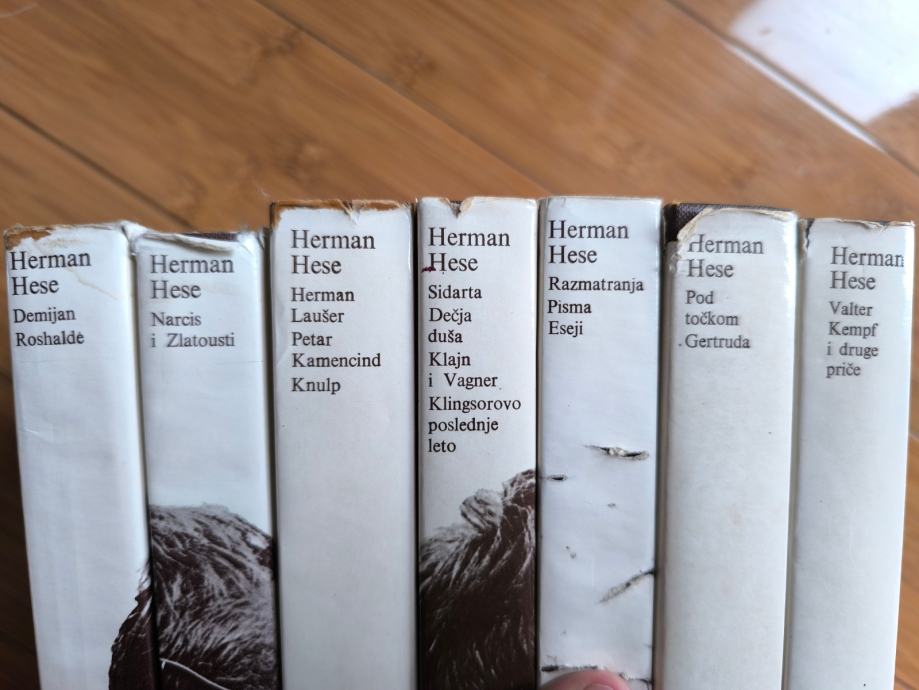 Herman
Hese
Demijan
Roshalde
Herman
Hese
Narcis
i Zlatousti
Herman
Hese
Herman
Laušer
Petar
Kamencind
Knulp
Herman
Hese
Sidarta
Dečja
duša
Klajn
i Vagner
Klingsorovo
poslednje
leto
Herman
Hese
Razmatranja
Pisma
Eseji
Herman
Hese
Pod
točkom
Gertruda
Herman
Hese
Valter
Kempf
i druge
priče